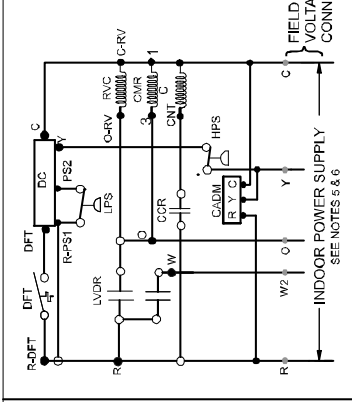 C
C-RV
DFT
DFT
R-DFT
DC
Y
PS2
LPS
R-PS1
RVC
O-RV
CMR
1
3
C
CNT
HPS
LVDR
O
CCR
CADM
R Y C
W
R
R
W2
O
Y
C
INDOOR POWER SUPPLY
SEE NOTES 5 & 6
FIELD
VOLTA
CONN